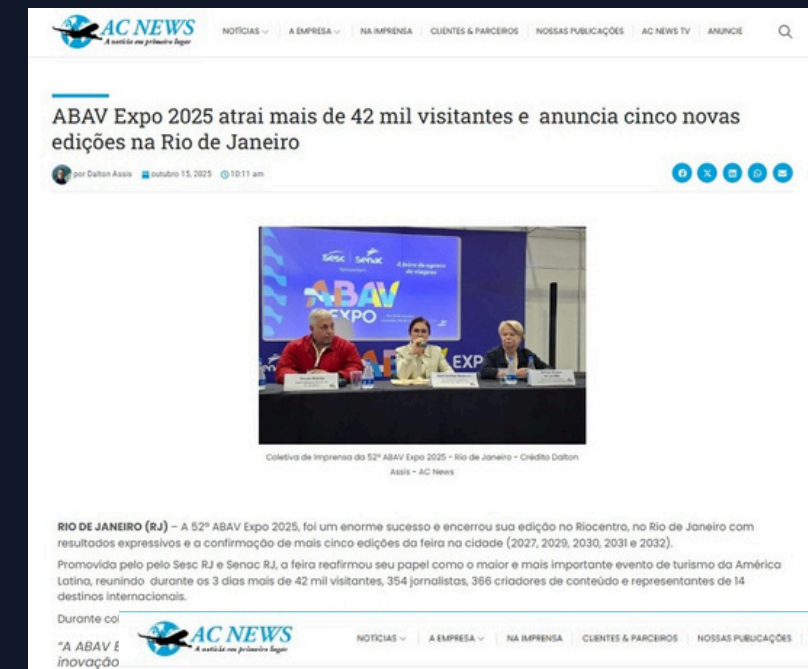 AC NEWS
A notícia em primeiro lugar
NOTÍCIAS
A EMPRESA
NA IMPRENSA
CLIENTES & PARCEIROS
NOSSAS PUBLICAÇÕES
AC NEWS TV
ANUNCIE
ABAV Expo 2025 atrai mais de 42 mil visitantes e anuncia cinco novas
edições na Rio de Janeiro
por Dalton Assis outubro 15, 2025 10:11 am
Sesc Senac
A feira do agente
de viagens
ABAV
EXPO
EXP
Coletiva de Imprensa da 52ª ABAV Expo 2025 - Rio de Janeiro - Crédito Dalton
Assis - AC News
RIO DE JANEIRO (RJ) – A 52ª ABAV Expo 2025, foi um enorme sucesso e encerrou sua edição no Riocentro, no Rio de Janeiro com
resultados expressivos e a confirmação de mais cinco edições da feira na cidade (2027, 2029, 2030, 2031 e 2032).
Promovida pelo pelo Sesc RJ e Senac RJ, a feira reafirmou seu papel como o maior e mais importante evento de turismo da América
Latina, reunindo durante os 3 dias mais de 42 mil visitantes, 354 jornalistas, 366 criadores de conteúdo e representantes de 14
destinos internacionais.
Durante co
"A ABAV E
inovação
AC NEWS
A notícia em primeiro lugar
NOTÍCIAS
A EMPRESA
NA IMPRENSA
CLIENTES & PARCEIROS
NOSSAS PUBLICAÇÕES